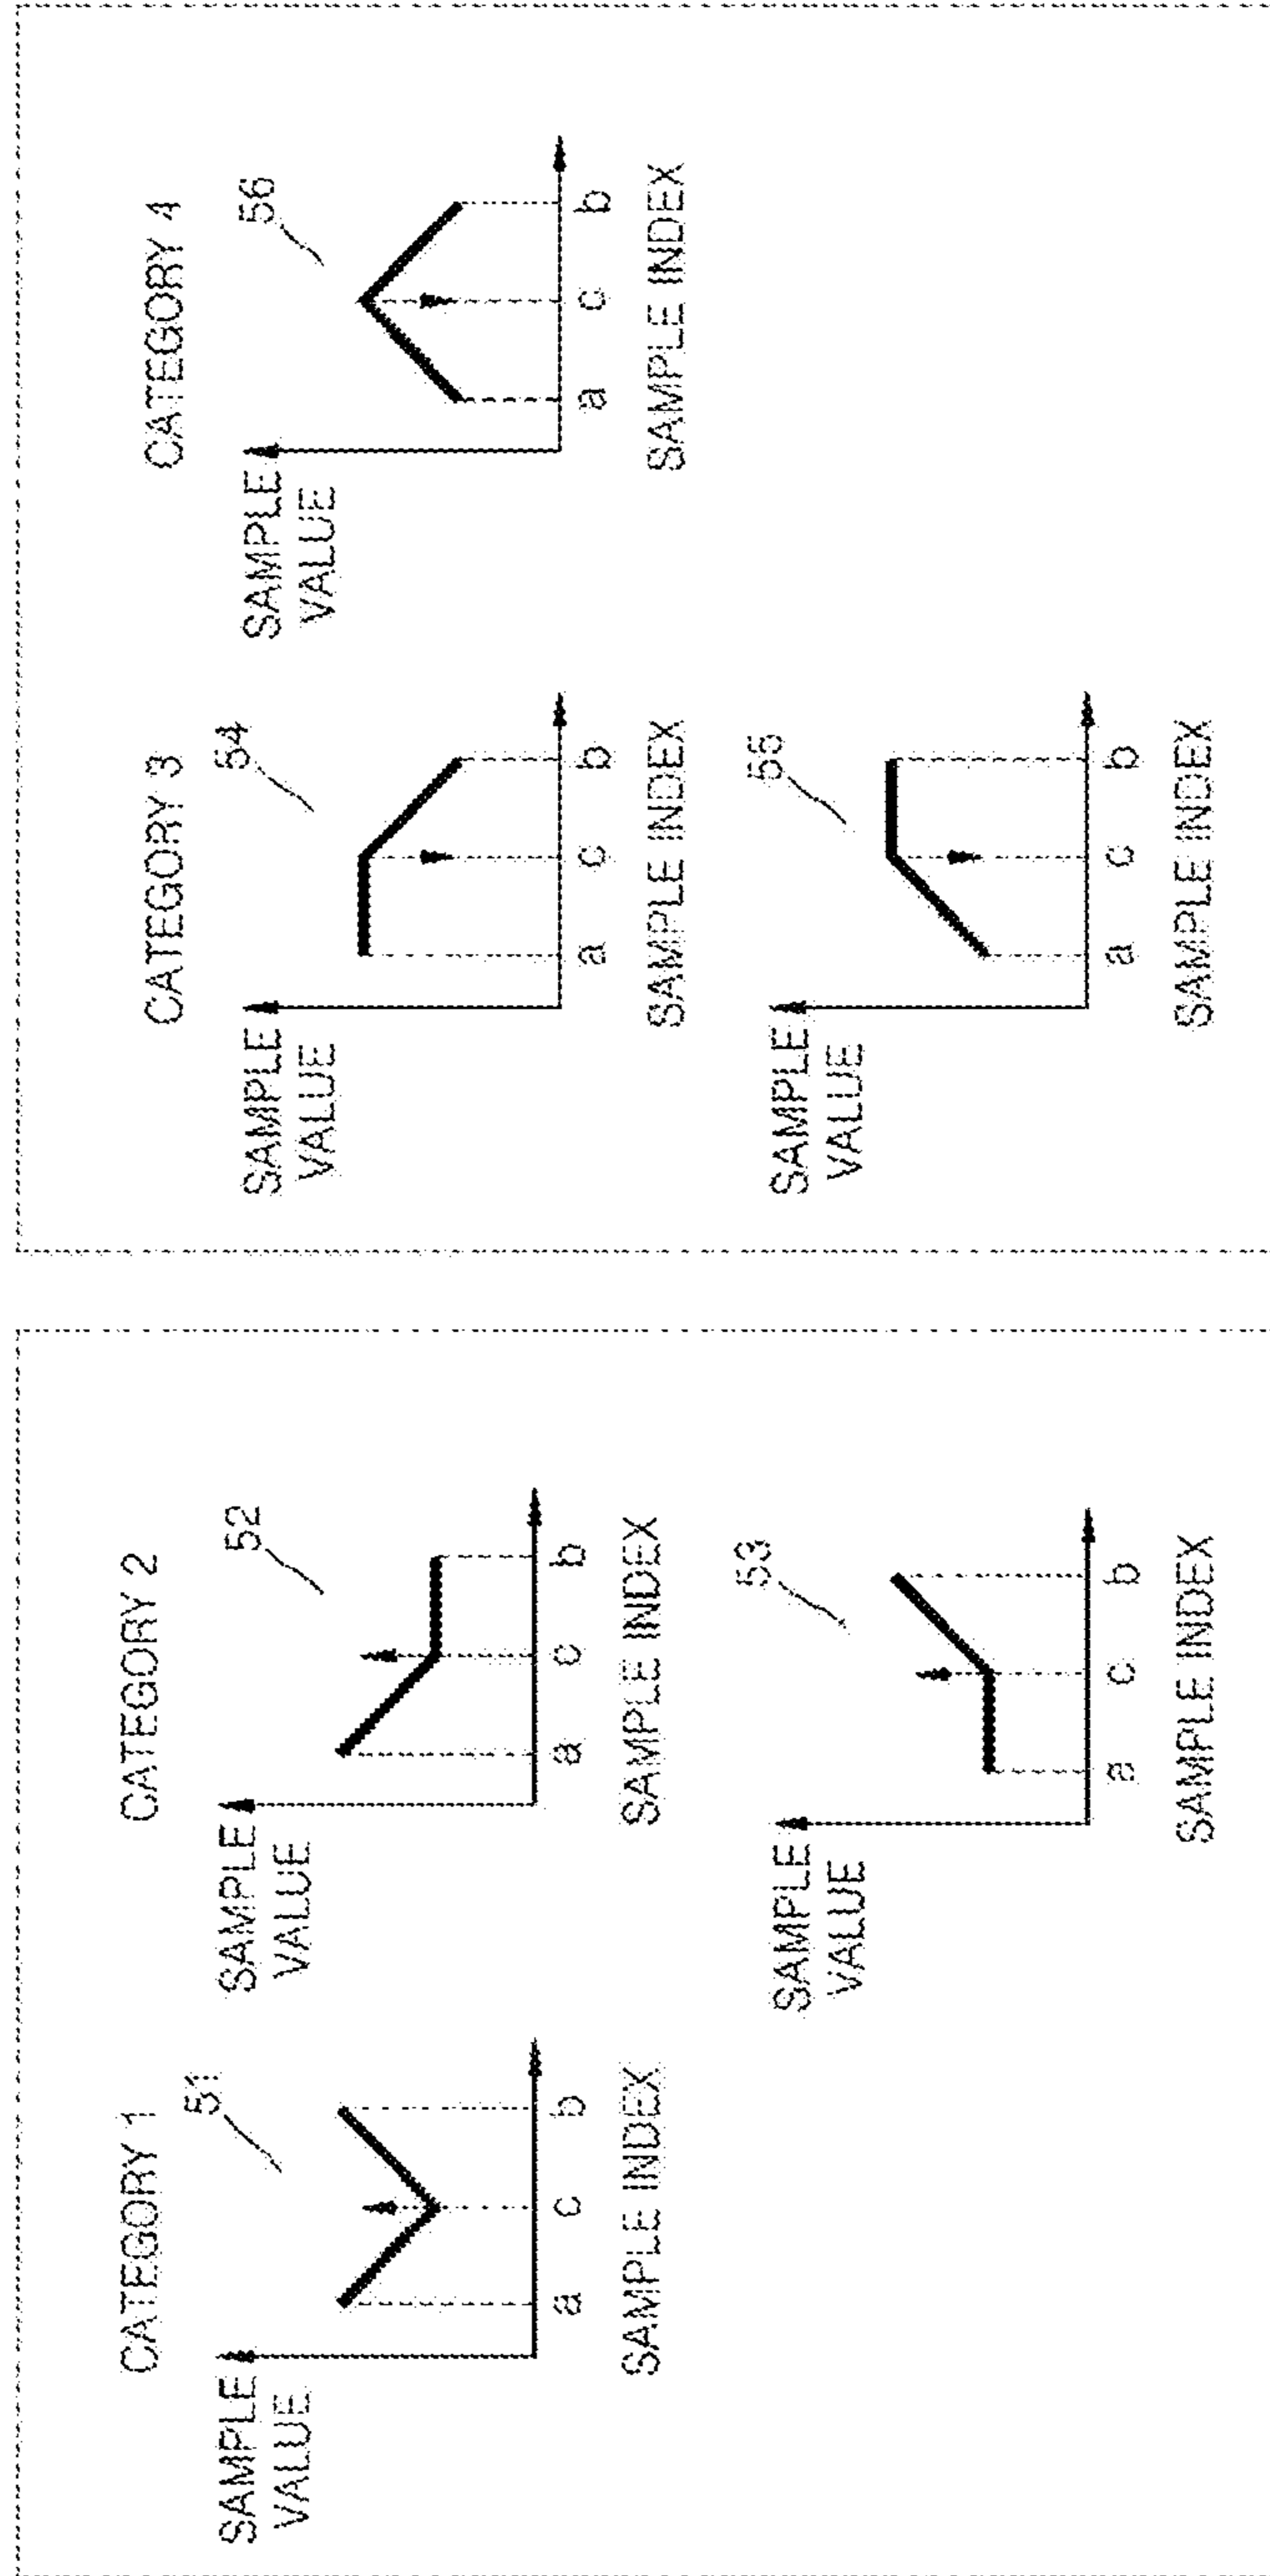 CATEGORY 1
51
SAMPLE
VALUE
a c b
SAMPLE INDEX
CATEGORY 2
52
SAMPLE
VALUE
a c b
SAMPLE INDEX
53
SAMPLE
VALUE
a c b
SAMPLE INDEX
CATEGORY 3
54
SAMPLE
VALUE
a c b
SAMPLE INDEX
55
SAMPLE
VALUE
a c b
SAMPLE INDEX
CATEGORY 4
56
SAMPLE
VALUE
a c b
SAMPLE INDEX